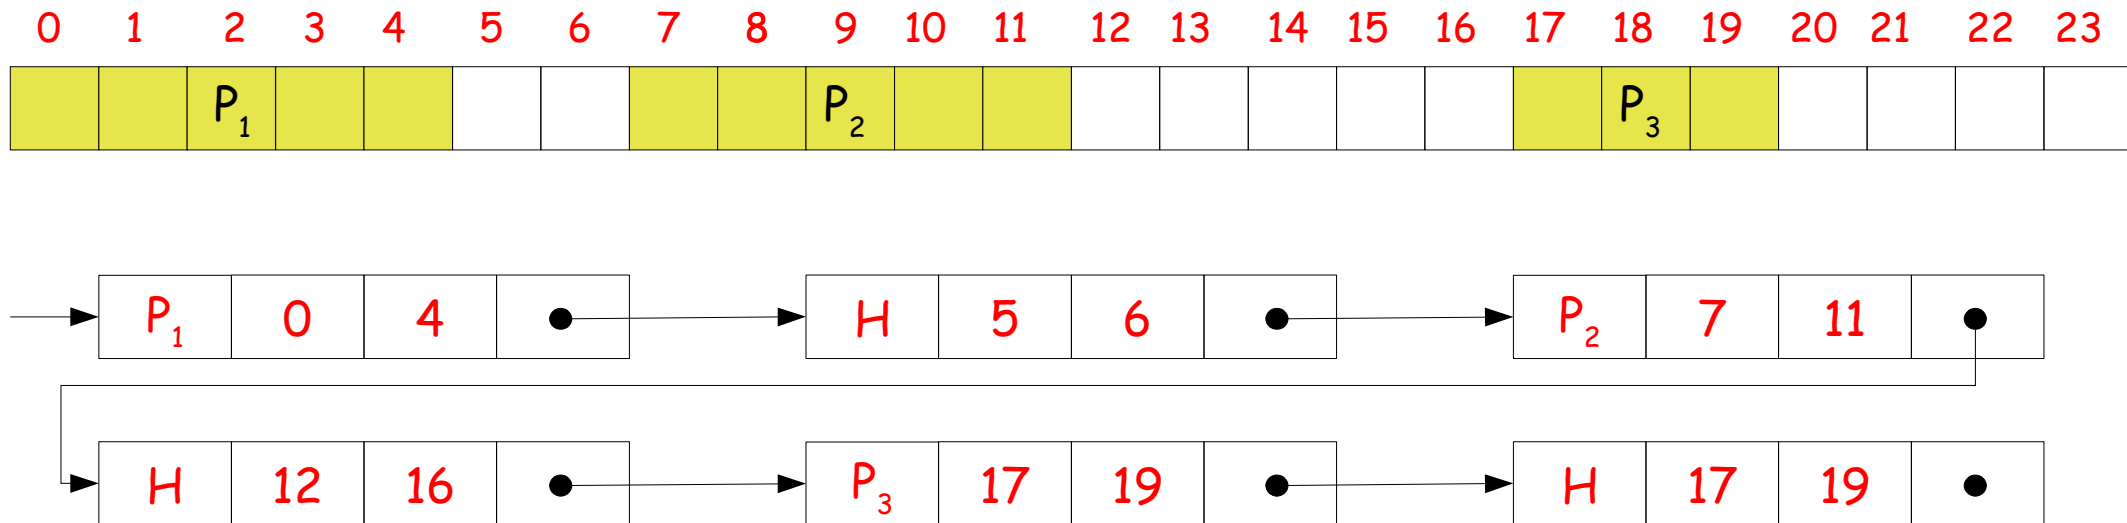 0 1 2 3 4 5 6 7 8 9 10 11 12 13 14 15 16 17 18 19 20 21 22 23
P₁ P₂ P₃
P₁ 0 4 H 5 6 P₂ 7 11
H 12 16 P₃ 17 19 H 17 19